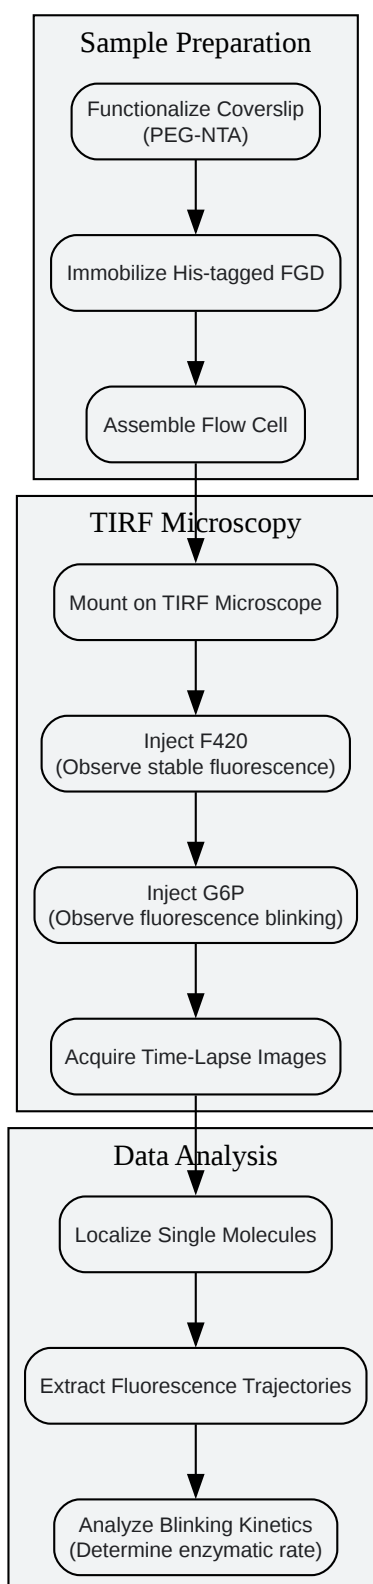 Sample Preparation
Functionalize Coverslip
(PEG-NTA)
Immobilize His-tagged FGD
Assemble Flow Cell
TIRF Microscopy
Mount on TIRF Microscope
Inject F420
(Observe stable fluorescence)
Inject G6P
(Observe fluorescence blinking)
Acquire Time-Lapse Images
Data Analysis
Localize Single Molecules
Extract Fluorescence Trajectories
Analyze Blinking Kinetics
(Determine enzymatic rate)